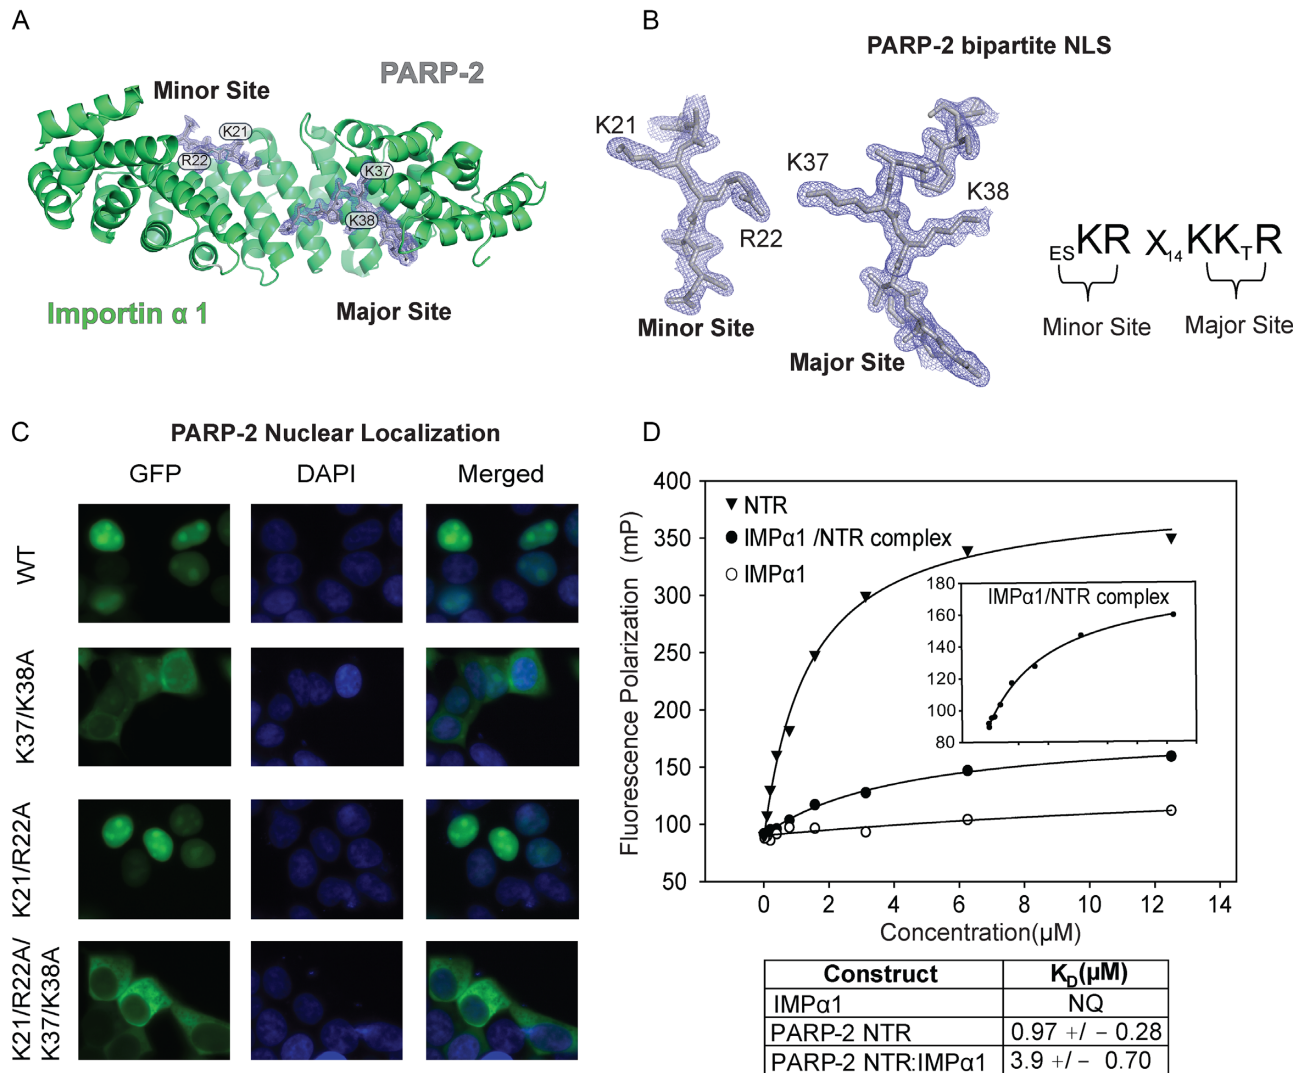 A
PARP-2
Minor Site
K21
R22
K37
K38
Importin α 1
Major Site
B
PARP-2 bipartite NLS
K21
K37
K38
R22
Minor Site
Major Site
ESKR X14KKTR
Minor Site
Major Site
C
PARP-2 Nuclear Localization
GFP
DAPI
Merged
WT
K37/K38A
K21/R22A
K21/R22A/
K37/K38A
D
400
350
300
250
200
150
100
50
Fluorescence Polarization (mP)
NTR
IMPα1 /NTR complex
IMPα1
180
160
140
120
100
80
IMPα1/NTR complex
0 2 4 6 8 10 12 14
Concentration(µM)
Construct KD(µM)
IMPα1 NQ
PARP-2 NTR 0.97 +/ − 0.28
PARP-2 NTR:IMPα1 3.9 +/ − 0.70